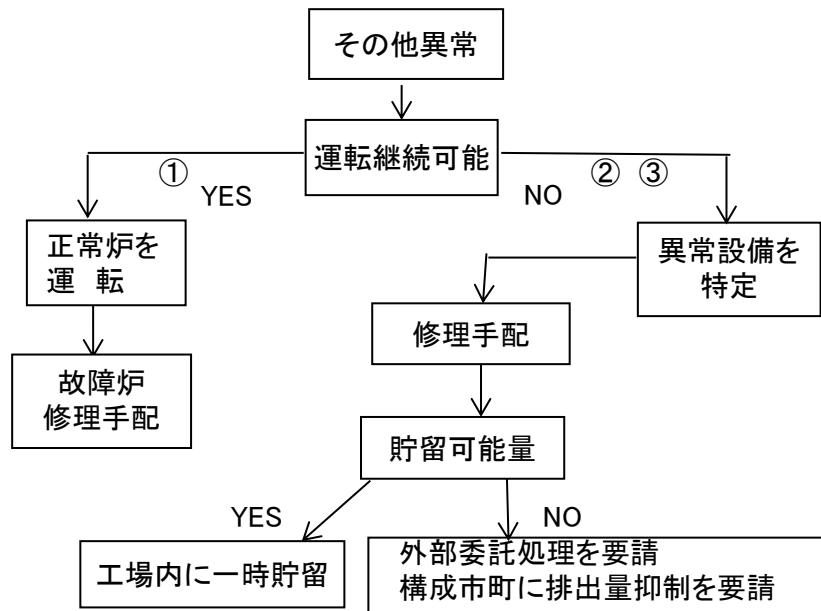 その他異常
運転継続可能
①
YES
NO
② ③
正常炉を
運 転
異常設備を
特定
修理手配
故障炉
修理手配
貯留可能量
YES
NO
工場内に一時貯留
外部委託処理を要請
構成市町に排出量抑制を要請